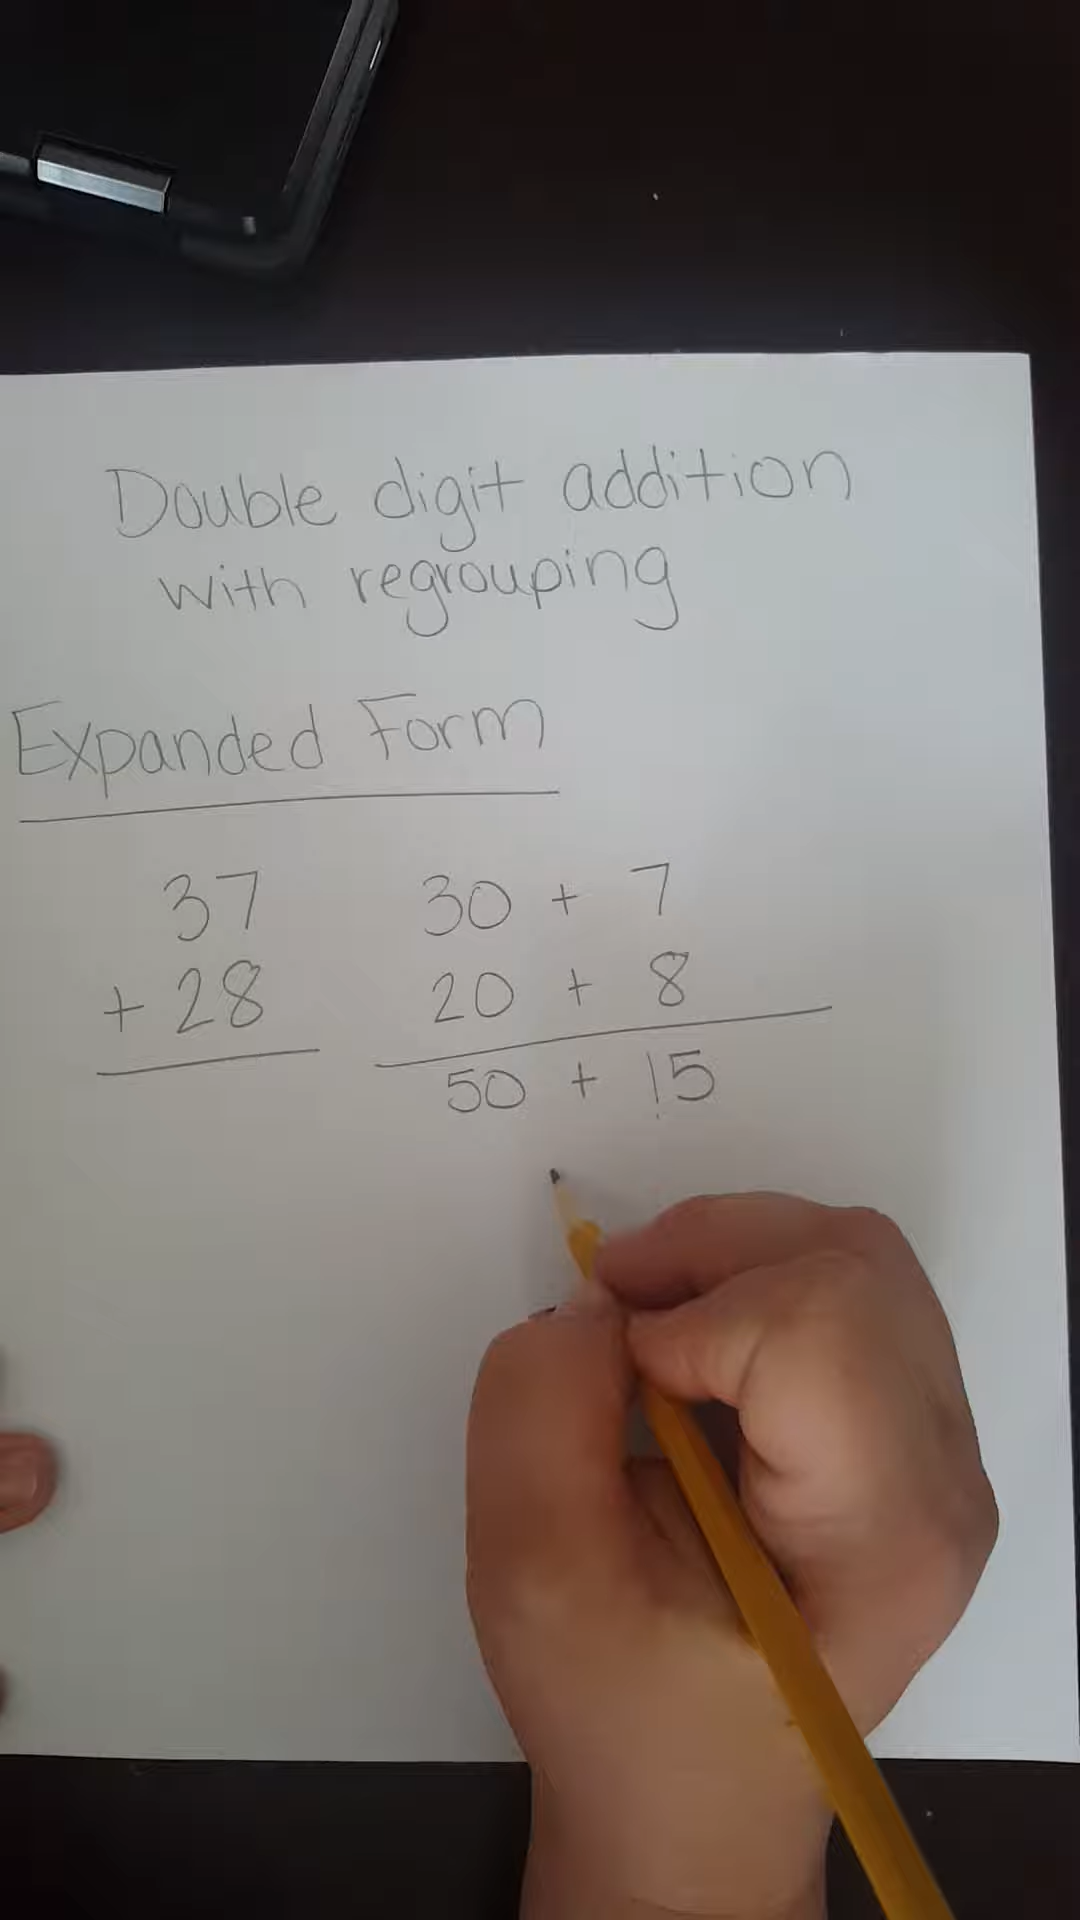 Double digit addition
with regrouping
Expanded Form
37 30 + 7
+ 28 20 + 8
50 + 15